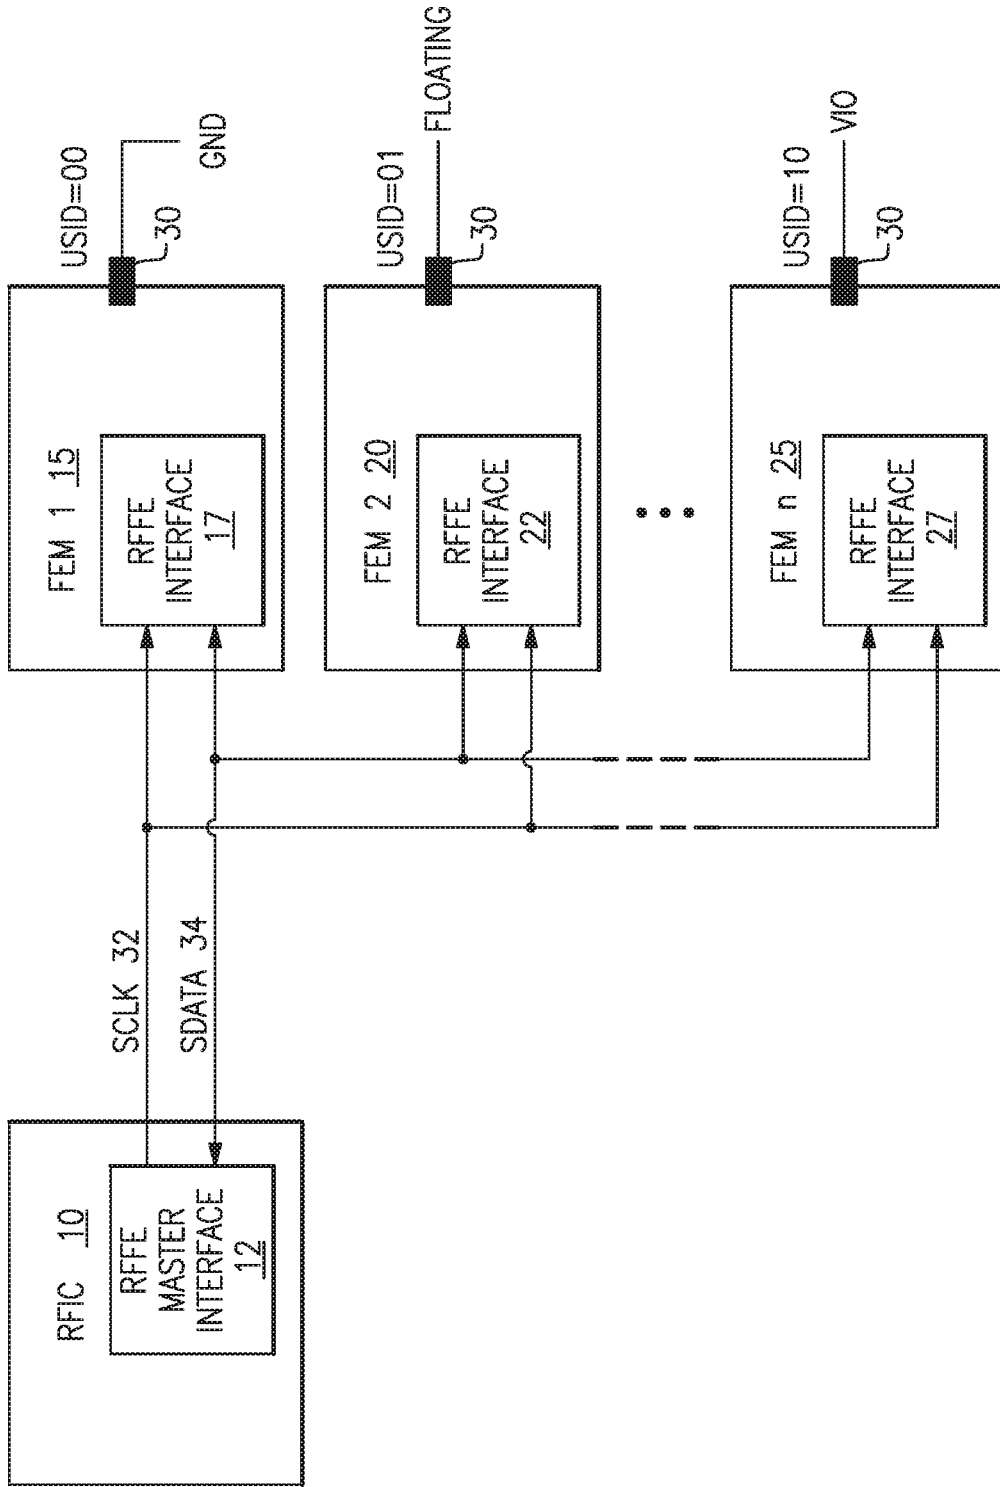 RFIC 10
RFFE
MASTER
INTERFACE
12
SCLK 32
SDATA 34
FEM 1 15
RFFE
INTERFACE
17
USID=00
30
GND
FEM 2 20
RFFE
INTERFACE
22
USID=01
30
FLOATING
FEM n 25
RFFE
INTERFACE
27
USID=10
30
VIO